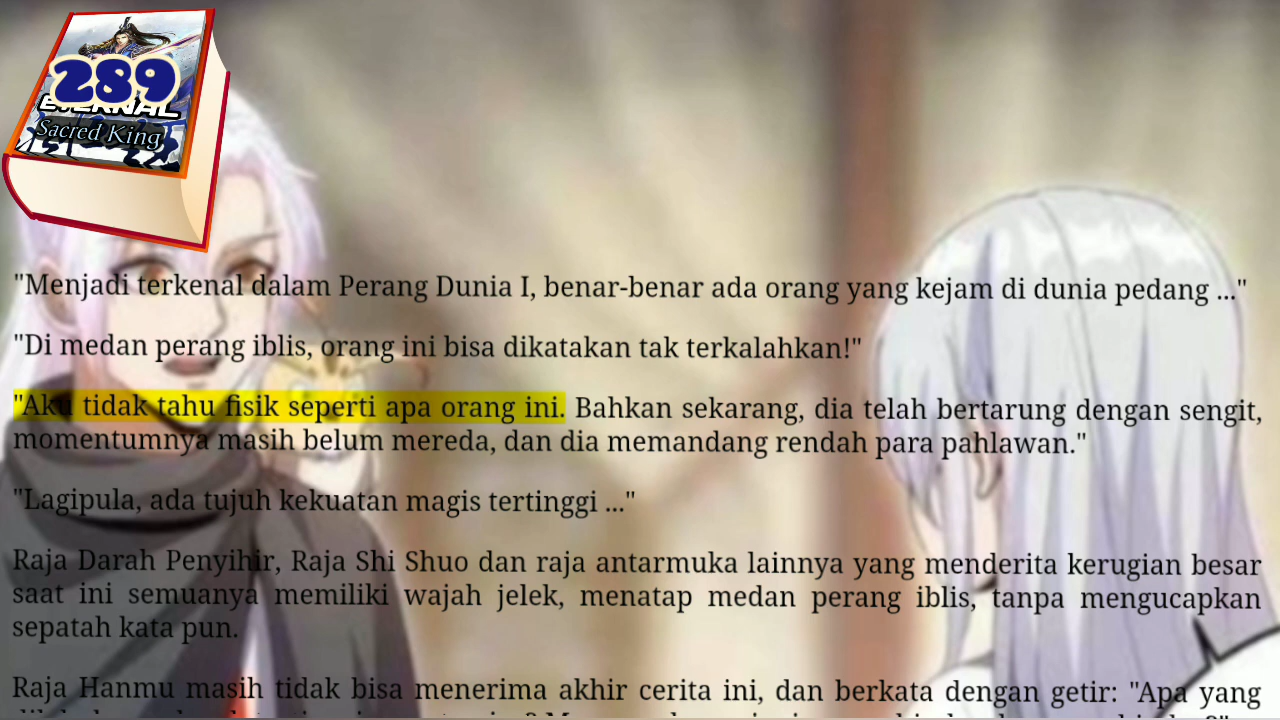 289
ETERNAL
Sacred King
"Menjadi terkenal dalam Perang Dunia I, benar-benar ada orang yang kejam di dunia pedang ..."
"Di medan perang iblis, orang ini bisa dikatakan tak terkalahkan!"
"Aku tidak tahu fisik seperti apa orang ini. Bahkan sekarang, dia telah bertarung dengan sengit,
momentumnya masih belum mereda, dan dia memandang rendah para pahlawan."
"Lagipula, ada tujuh kekuatan magis tertinggi ..."
Raja Darah Penyihir, Raja Shi Shuo dan raja antarmuka lainnya yang menderita kerugian besar
saat ini semuanya memiliki wajah jelek, menatap medan perang iblis, tanpa mengucapkan
sepatah kata pun.
Raja Hanmu masih tidak bisa menerima akhir cerita ini, dan berkata dengan getir: "Apa yang